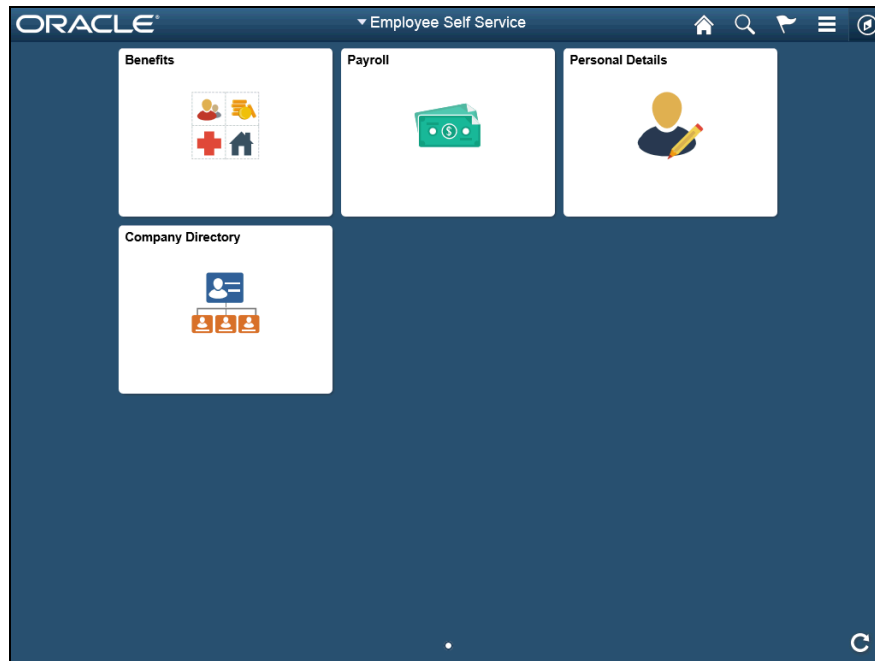 ORACLE
Employee Self Service
Benefits
Payroll
Personal Details
Company Directory